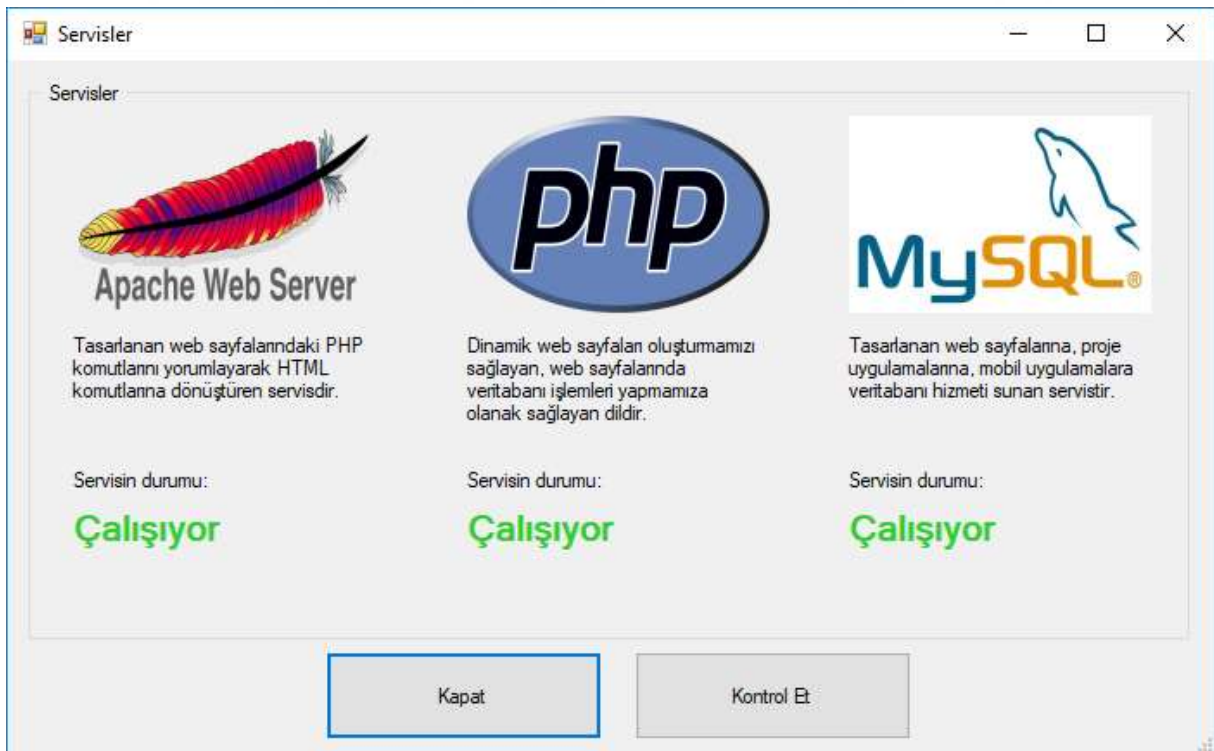 Servisler
Servisler
Apache Web Server
php
MySQL®
Tasarlanan web sayfalarındaki PHP
komutlarını yorumlayarak HTML
komutlarına dönüştüren servisdir.
Dinamik web sayfaları oluşturmamızı
sağlayan, web sayfalarında
veritabanı işlemleri yapmamıza
olanak sağlayan dildir.
Tasarlanan web sayfalarına, proje
uygulamalarına, mobil uygulamalara
veritabanı hizmeti sunan servistir.
Servisin durumu:
Servisin durumu:
Servisin durumu:
Çalışıyor
Çalışıyor
Çalışıyor
Kapat
Kontrol Et